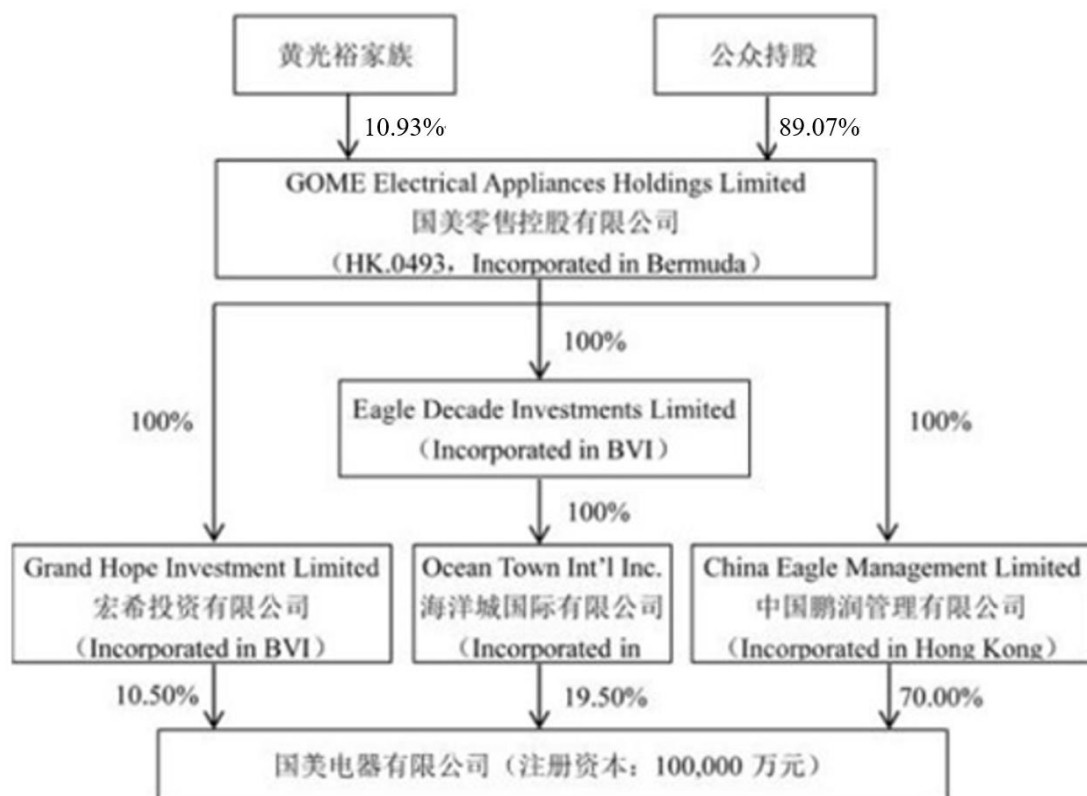 黄光裕家族
公众持股
10.93%
89.07%
GOME Electrical Appliances Holdings Limited
国美零售控股有限公司
（HK.0493，Incorporated in Bermuda）
100%
100%
100%
Eagle Decade Investments Limited
（Incorporated in BVI）
100%
Grand Hope Investment Limited
宏希投资有限公司
（Incorporated in BVI）
Ocean Town Int'l Inc.
海洋城国际有限公司
（Incorporated in
China Eagle Management Limited
中国鹏润管理有限公司
（Incorporated in Hong Kong）
10.50%
19.50%
70.00%
国美电器有限公司（注册资本：100,000 万元）